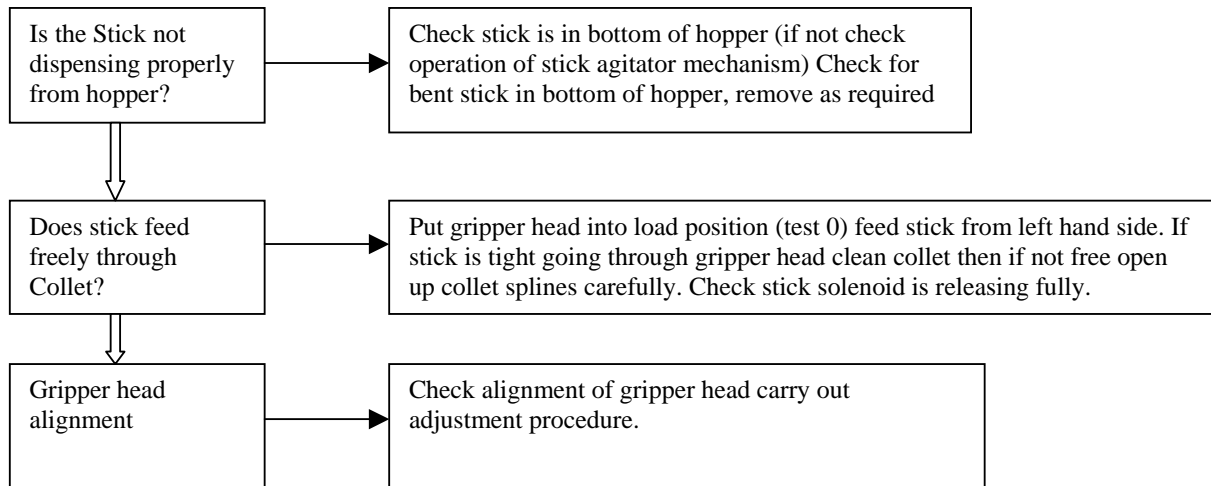 Is the Stick not
dispensing properly
from hopper?
Check stick is in bottom of hopper (if not check
operation of stick agitator mechanism) Check for
bent stick in bottom of hopper, remove as required
Does stick feed
freely through
Collet?
Put gripper head into load position (test 0) feed stick from left hand side. If
stick is tight going through gripper head clean collet then if not free open
up collet splines carefully. Check stick solenoid is releasing fully.
Gripper head
alignment
Check alignment of gripper head carry out
adjustment procedure.